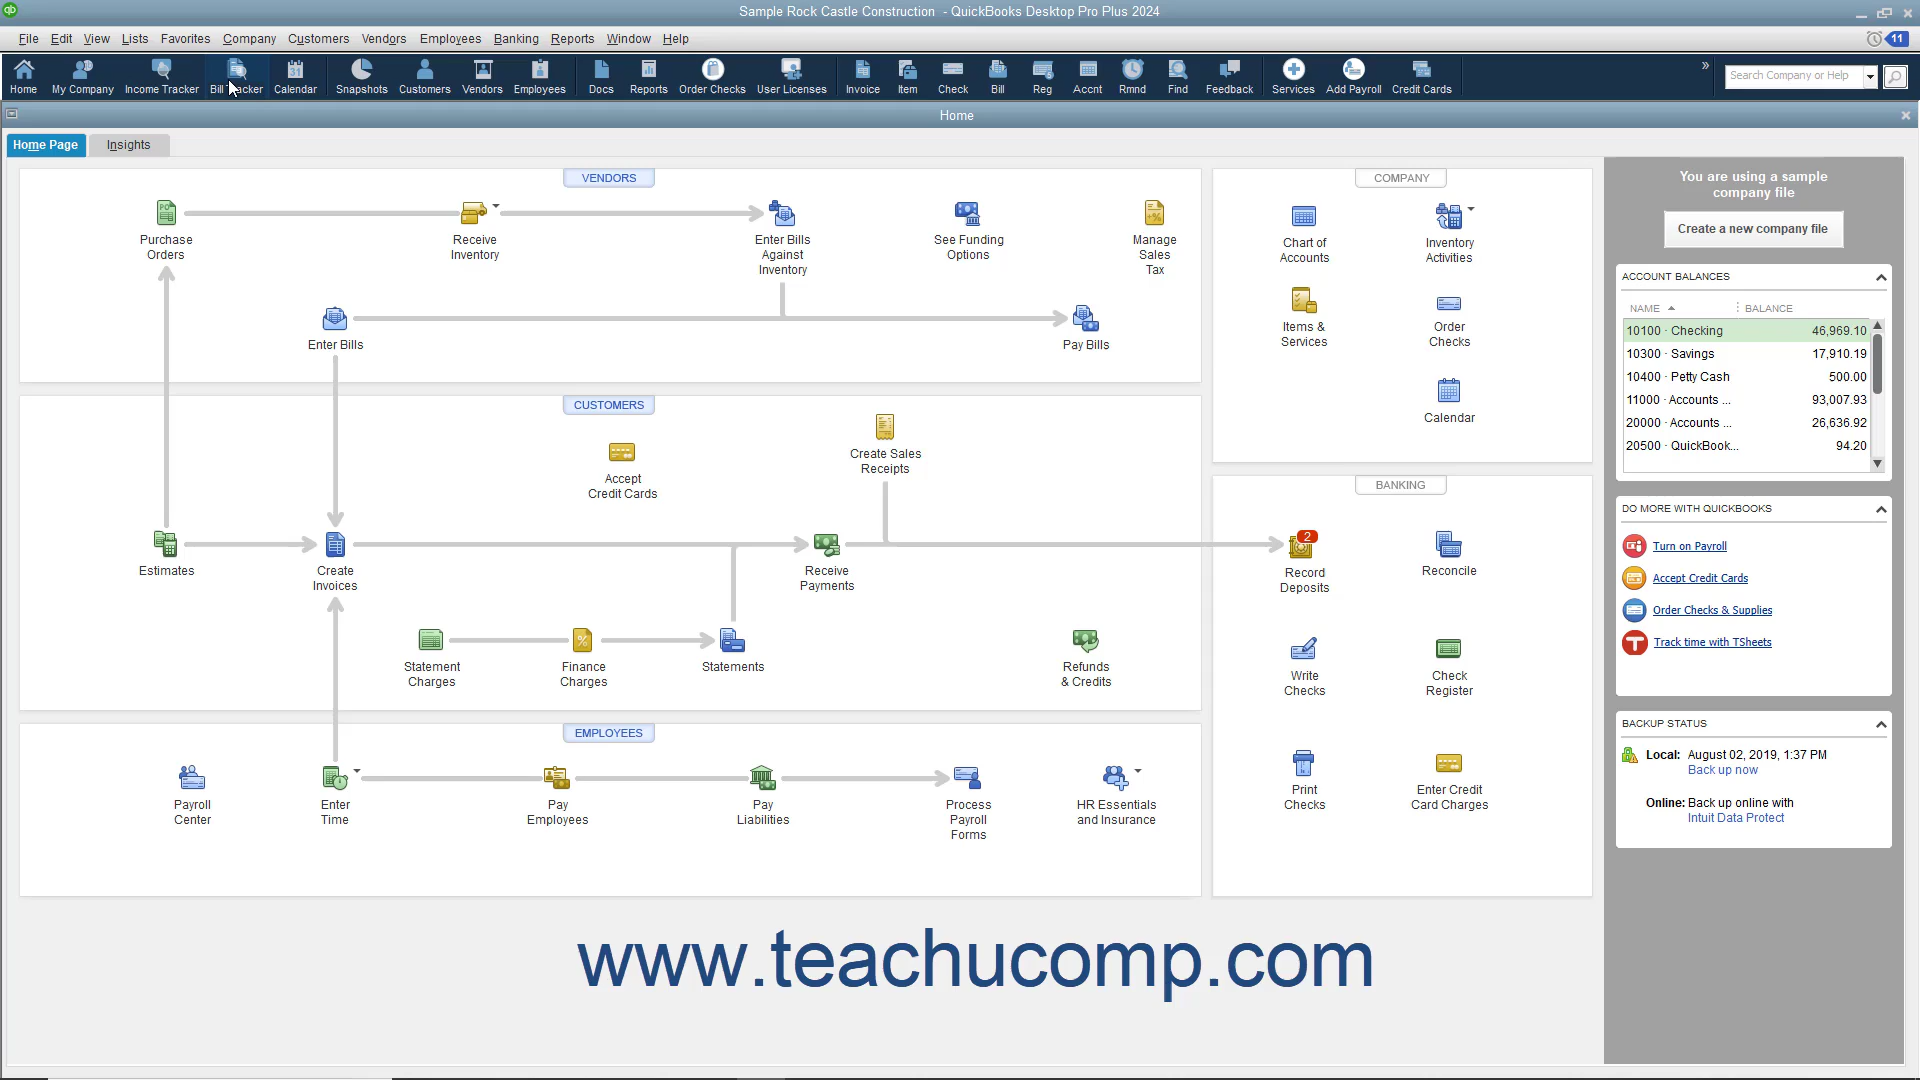 Sample Rock Castle Construction - QuickBooks Desktop Pro Plus 2024
File Edit View Lists Favorites Company Customers Vendors Employees Banking Reports Window Help
11
Home My Company Income Tracker Bill Tracker Calendar Snapshots Customers Vendors Employees Docs Reports Order Checks User Licenses Invoice Item Check Bill Reg Accnt Rmnd Find Feedback Services Add Payroll Credit Cards
Search Company or Help
Home
Home Page Insights
VENDORS
Purchase
Orders
Receive
Inventory
Enter Bills
Against
Inventory
See Funding
Options
Manage
Sales
Tax
Enter Bills
Pay Bills
CUSTOMERS
Accept
Credit Cards
Create Sales
Receipts
Estimates
Create
Invoices
Receive
Payments
Statement
Charges
Finance
Charges
Statements
Refunds
& Credits
EMPLOYEES
Payroll
Center
Enter
Time
Pay
Employees
Pay
Liabilities
Process
Payroll
Forms
HR Essentials
and Insurance
COMPANY
Chart of
Accounts
Inventory
Activities
Items &
Services
Order
Checks
Calendar
BANKING
2
Record
Deposits
Reconcile
Write
Checks
Check
Register
Print
Checks
Enter Credit
Card Charges
You are using a sample
company file
Create a new company file
ACCOUNT BALANCES
NAME BALANCE
10100 · Checking 46,969.10
10300 · Savings 17,910.19
10400 · Petty Cash 500.00
11000 · Accounts ... 93,007.93
20000 · Accounts ... 26,636.92
20500 · QuickBook... 94.20
DO MORE WITH QUICKBOOKS
Turn on Payroll
Accept Credit Cards
Order Checks & Supplies
Track time with TSheets
BACKUP STATUS
Local: August 02, 2019, 1:37 PM
Back up now
Online: Back up online with
Intuit Data Protect
www.teachucomp.com